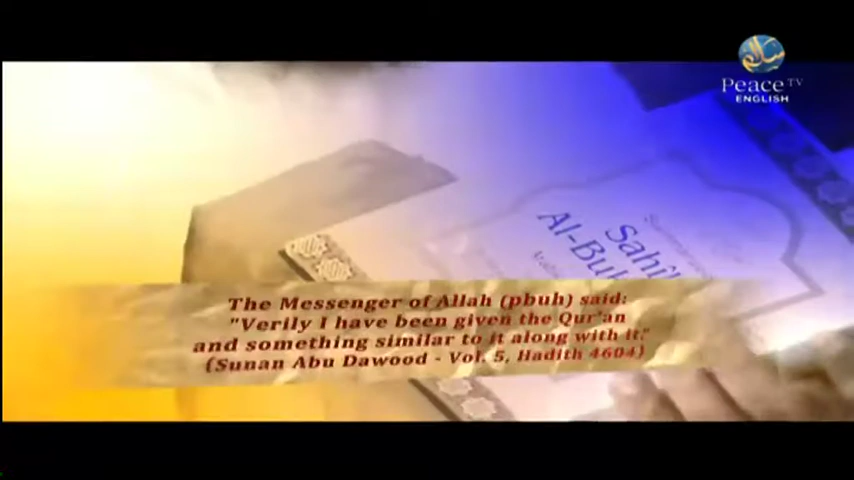 سلام
Peace TV
ENGLISH
Sahih
Al-Bu
The Messenger of Allah (pbuh) said:
"Verily I have been given the Qur'an
and something similar to it along with it."
(Sunan Abu Dawood - Vol. 5, Hadith 4604)